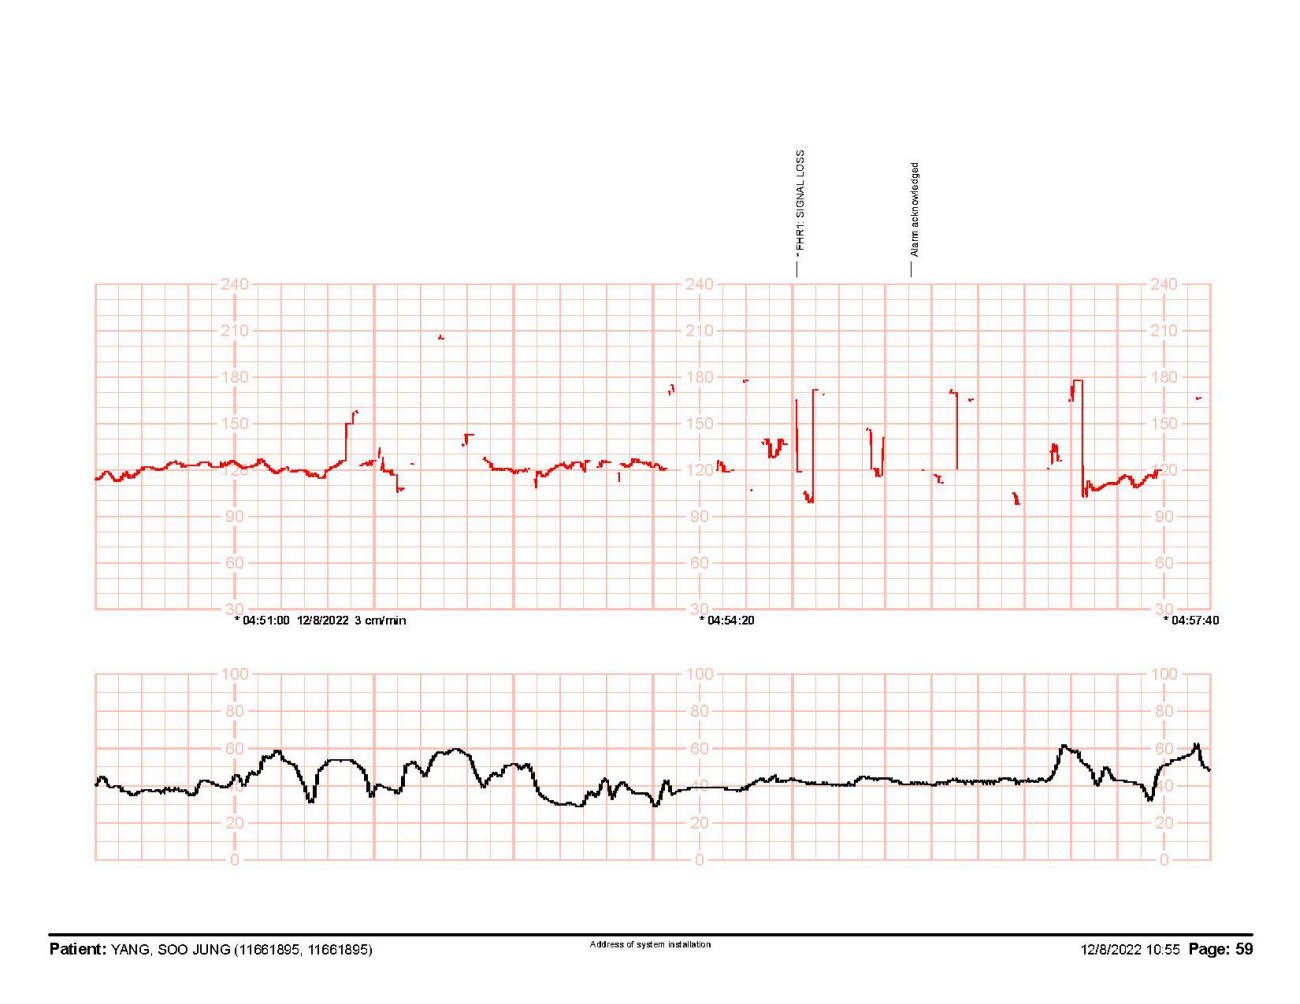 * FHR1: SIGNAL LOSS
Alarm acknowledged
240 240 240
210 210 210
180 180 180
150 150 150
120 120 120
90 90 90
60 60 60
30 30 30
* 04:51:00 12/8/2022 3 cm/min * 04:54:20 * 04:57:40
100 100 100
80 80 80
60 60 60
40 40 40
20 20 20
0 0 0
Patient: YANG, SOO JUNG (11661895, 11661895) Address of system installation 12/8/2022 10:55 Page: 59